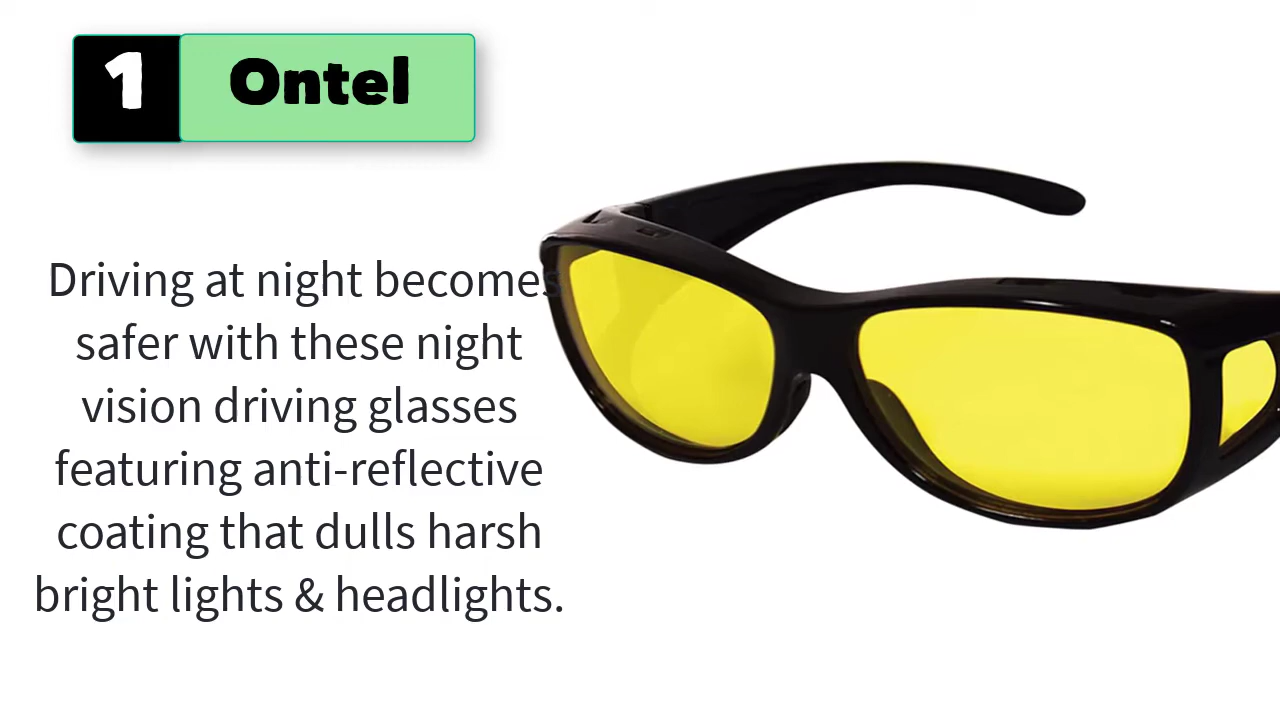 1 Ontel
Driving at night becomes
safer with these night
vision driving glasses
featuring anti-reflective
coating that dulls harsh
bright lights & headlights.